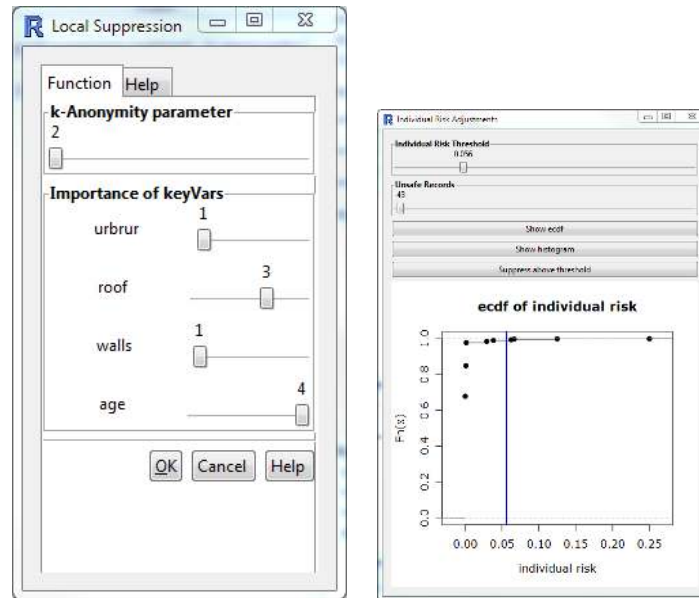 Local Suppression
Function Help
k-Anonymity parameter
2
Importance of keyVars
urbrur 1
roof 3
walls 1
age 4
OK Cancel Help
Individual Risk Adjustments
Individual Risk Threshold
0.056
Unsafe Records
43
Show ecdf
Show histogram
Suppress above threshold
ecdf of individual risk
Fn(x)
1.0
0.8
0.6
0.4
0.2
0.0
0.00 0.05 0.10 0.15 0.20 0.25
individual risk